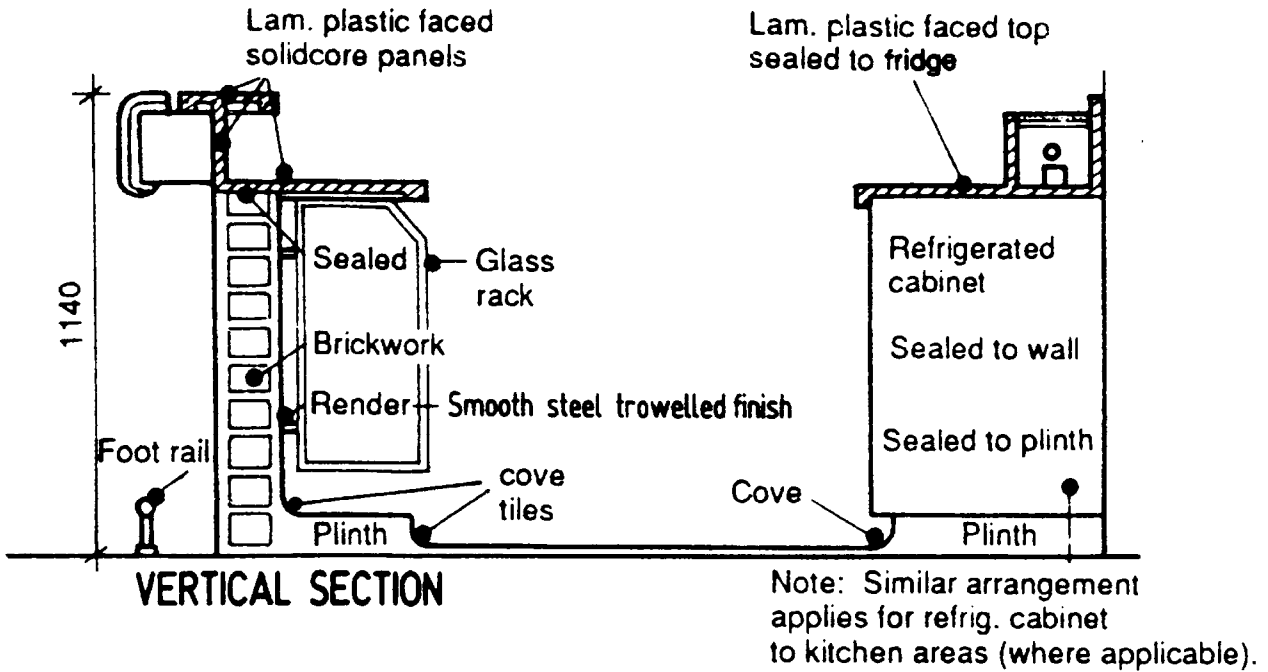 Lam. plastic faced
solidcore panels
Lam. plastic faced top
sealed to fridge
1140
Sealed
Glass
rack
Refrigerated
cabinet
Brickwork
Sealed to wall
Render
Smooth steel trowelled finish
Foot rail
Sealed to plinth
cove
tiles
Cove
Plinth
Plinth
VERTICAL SECTION
Note: Similar arrangement
applies for refrig. cabinet
to kitchen areas (where applicable).